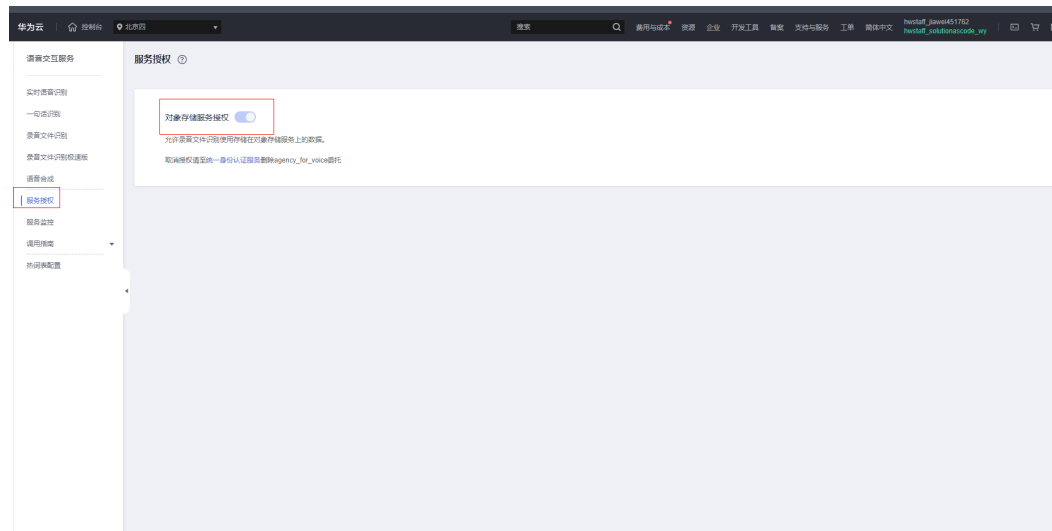 华为云 控制台 北京四 搜索 费用与成本 资源 企业 开发工具 备案 支持与服务 工单 简体中文 hwstaff_jiawei451762
hwstaff_solutionascode_wy
语音交互服务
服务授权
实时语音识别
一句话识别
录音文件识别
录音文件识别极速版
语音合成
服务授权
服务监控
调用指南
热词表配置
对象存储服务授权
允许录音文件识别使用存储在对象存储服务上的数据。
取消授权请至统一身份认证服务删除agency_for_voice委托